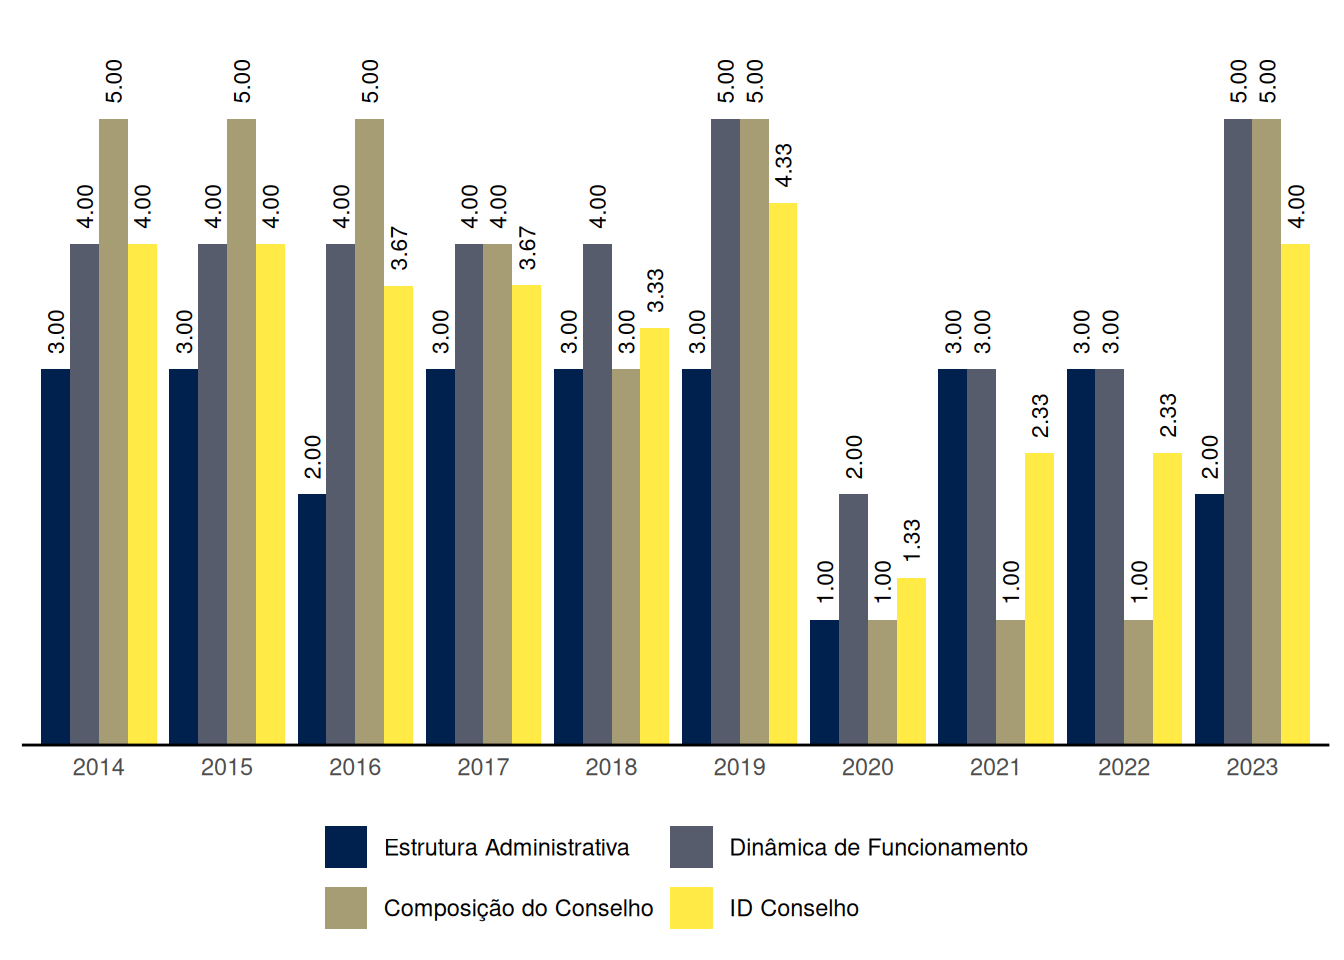 3.00 4.00 5.00 4.00
3.00 4.00 5.00 4.00
2.00 4.00 5.00 3.67
3.00 4.00 4.00 3.67
3.00 4.00 3.00 3.33
3.00 5.00 5.00 4.33
1.00 2.00 1.00 1.33
3.00 3.00 1.00 2.33
3.00 3.00 1.00 2.33
2.00 5.00 5.00 4.00
2014 2015 2016 2017 2018 2019 2020 2021 2022 2023
Estrutura Administrativa Dinâmica de Funcionamento
Composição do Conselho ID Conselho